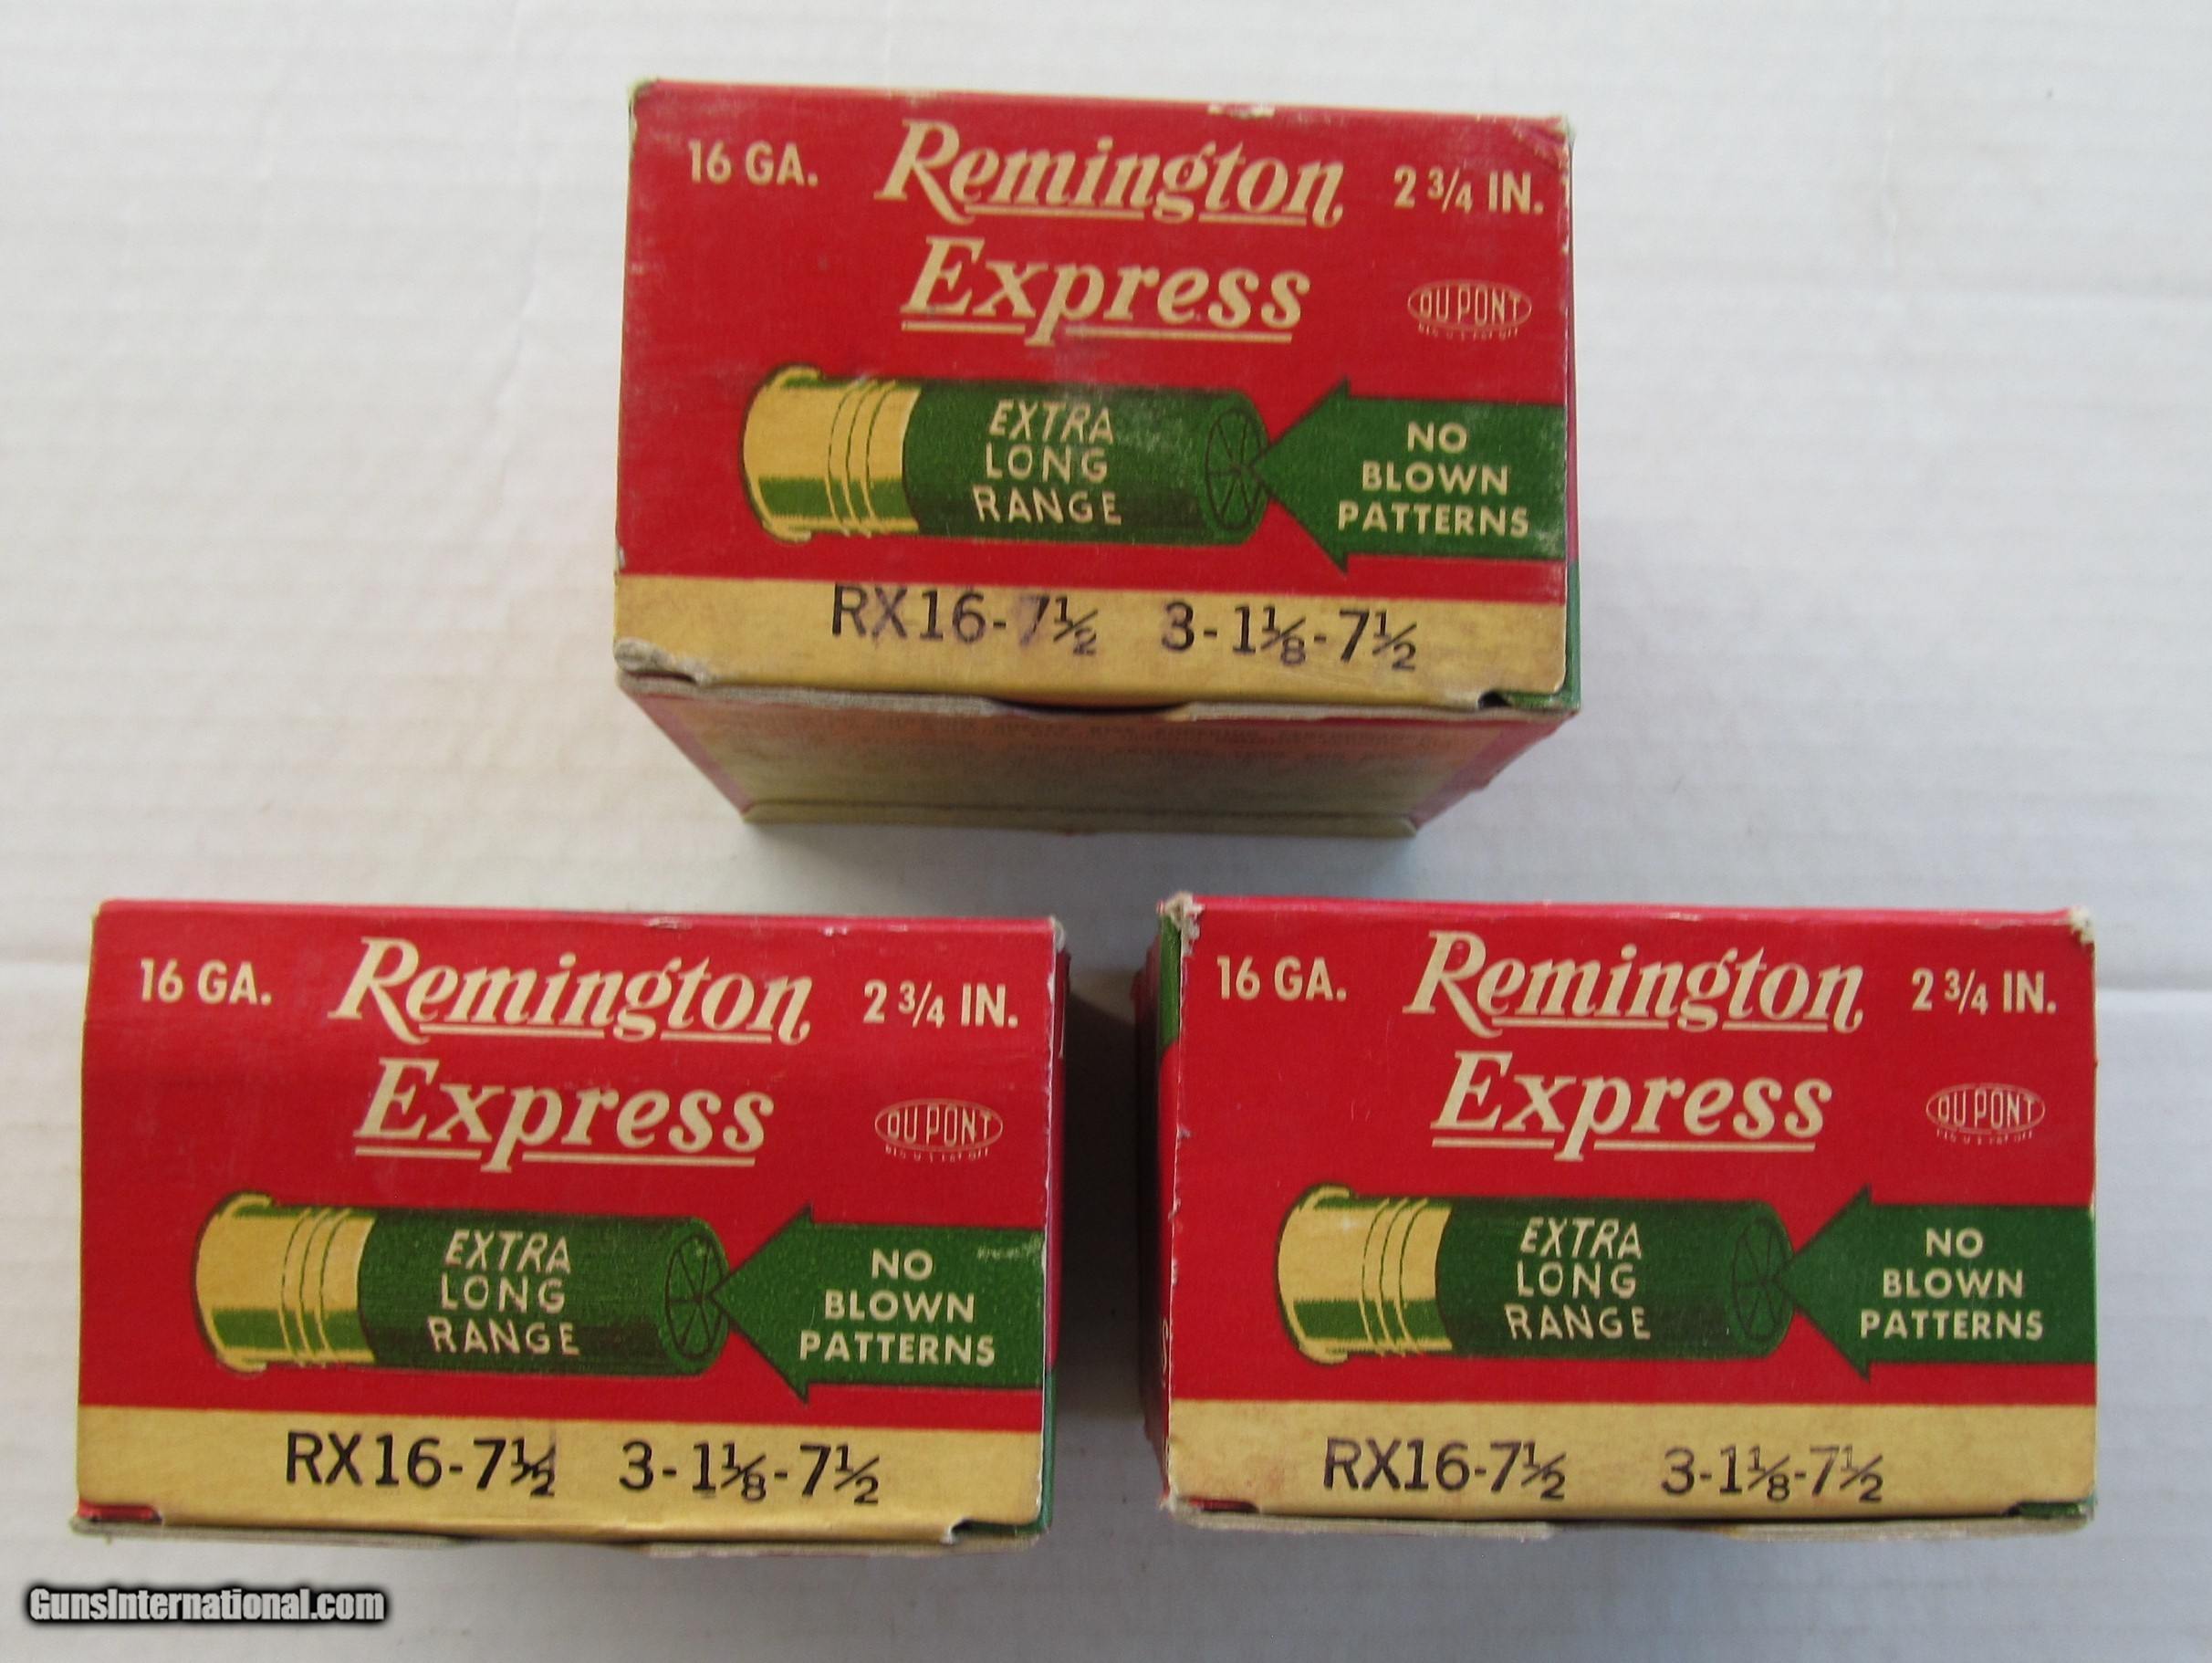 16 GA. Remington 2 3/4 IN.
Express
DU PONT
EXTRA
LONG
RANGE
NO
BLOWN
PATTERNS
RX16-7½ 3-1⅛-7½
16 GA. Remington 2 3/4 IN.
Express
DU PONT
EXTRA
LONG
RANGE
NO
BLOWN
PATTERNS
RX16-7½ 3-1⅛-7½
16 GA. Remington 2 3/4 IN.
Express
DU PONT
EXTRA
LONG
RANGE
NO
BLOWN
PATTERNS
RX16-7½ 3-1⅛-7½
GunsInternational.com